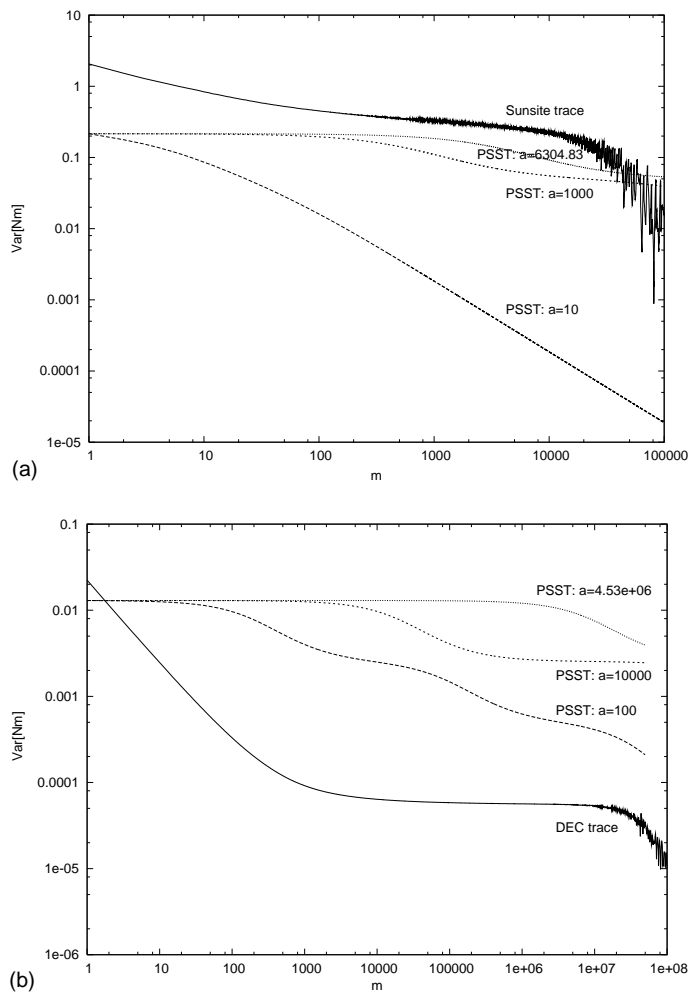 10
1
0.1
0.01
0.001
0.0001
1e-05
Var[Nm]
Sunsite trace
PSST: a=6304.83
PSST: a=1000
PSST: a=10
1 10 100 1000 10000 100000
m
(a)
0.1
0.01
0.001
0.0001
1e-05
1e-06
Var[Nm]
PSST: a=4.53e+06
PSST: a=10000
PSST: a=100
DEC trace
1 10 100 1000 10000 100000 1e+06 1e+07 1e+08
m
(b)